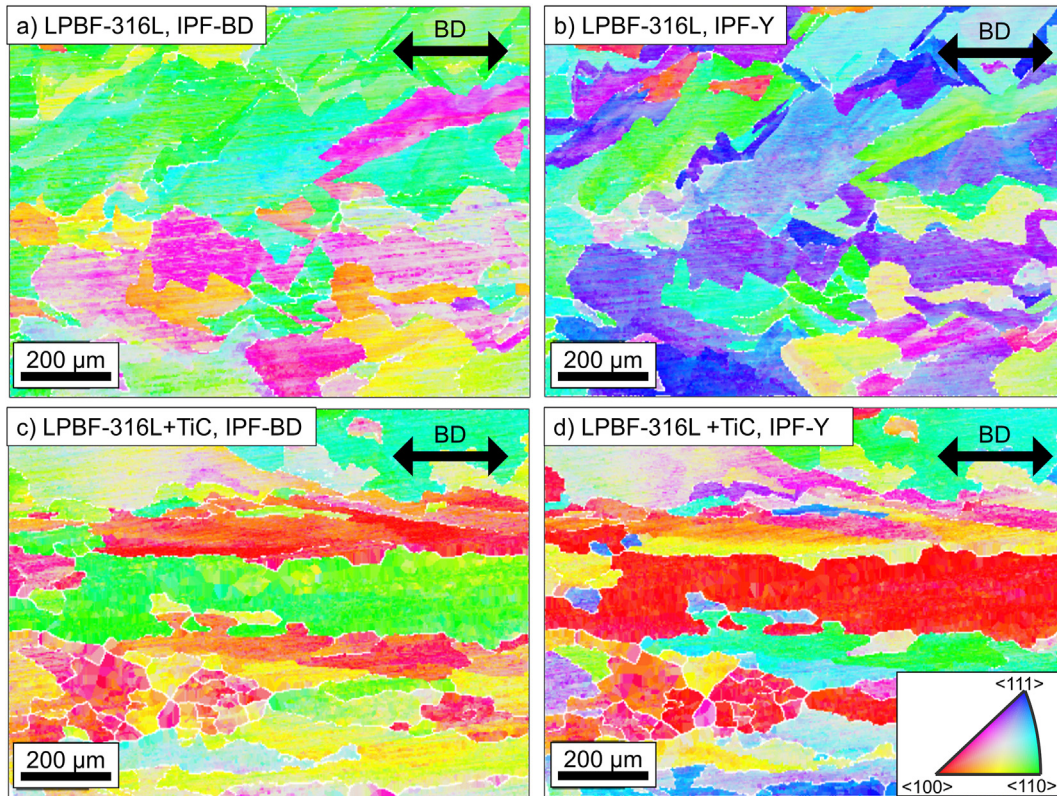 a) LPBF-316L, IPF-BD
BD
200 µm
b) LPBF-316L, IPF-Y
BD
200 µm
c) LPBF-316L+TiC, IPF-BD
BD
200 µm
d) LPBF-316L +TiC, IPF-Y
BD
200 µm
<111>
<100>
<110>